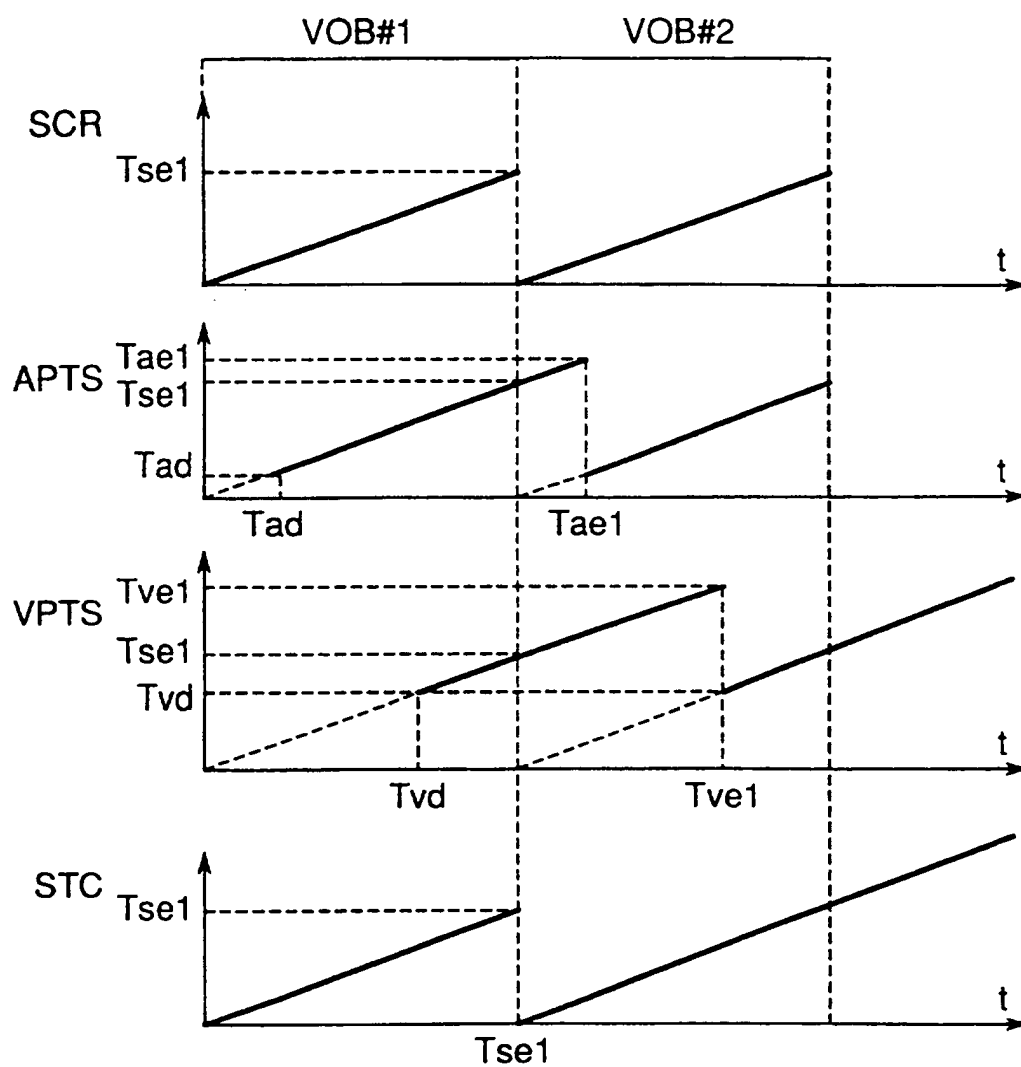 VOB#1 VOB#2
SCR
Tse1
t
APTS
Tae1
Tse1
Tad
t
Tad Tae1
VPTS
Tve1
Tse1
Tvd
t
Tvd Tve1
STC
Tse1
t
Tse1